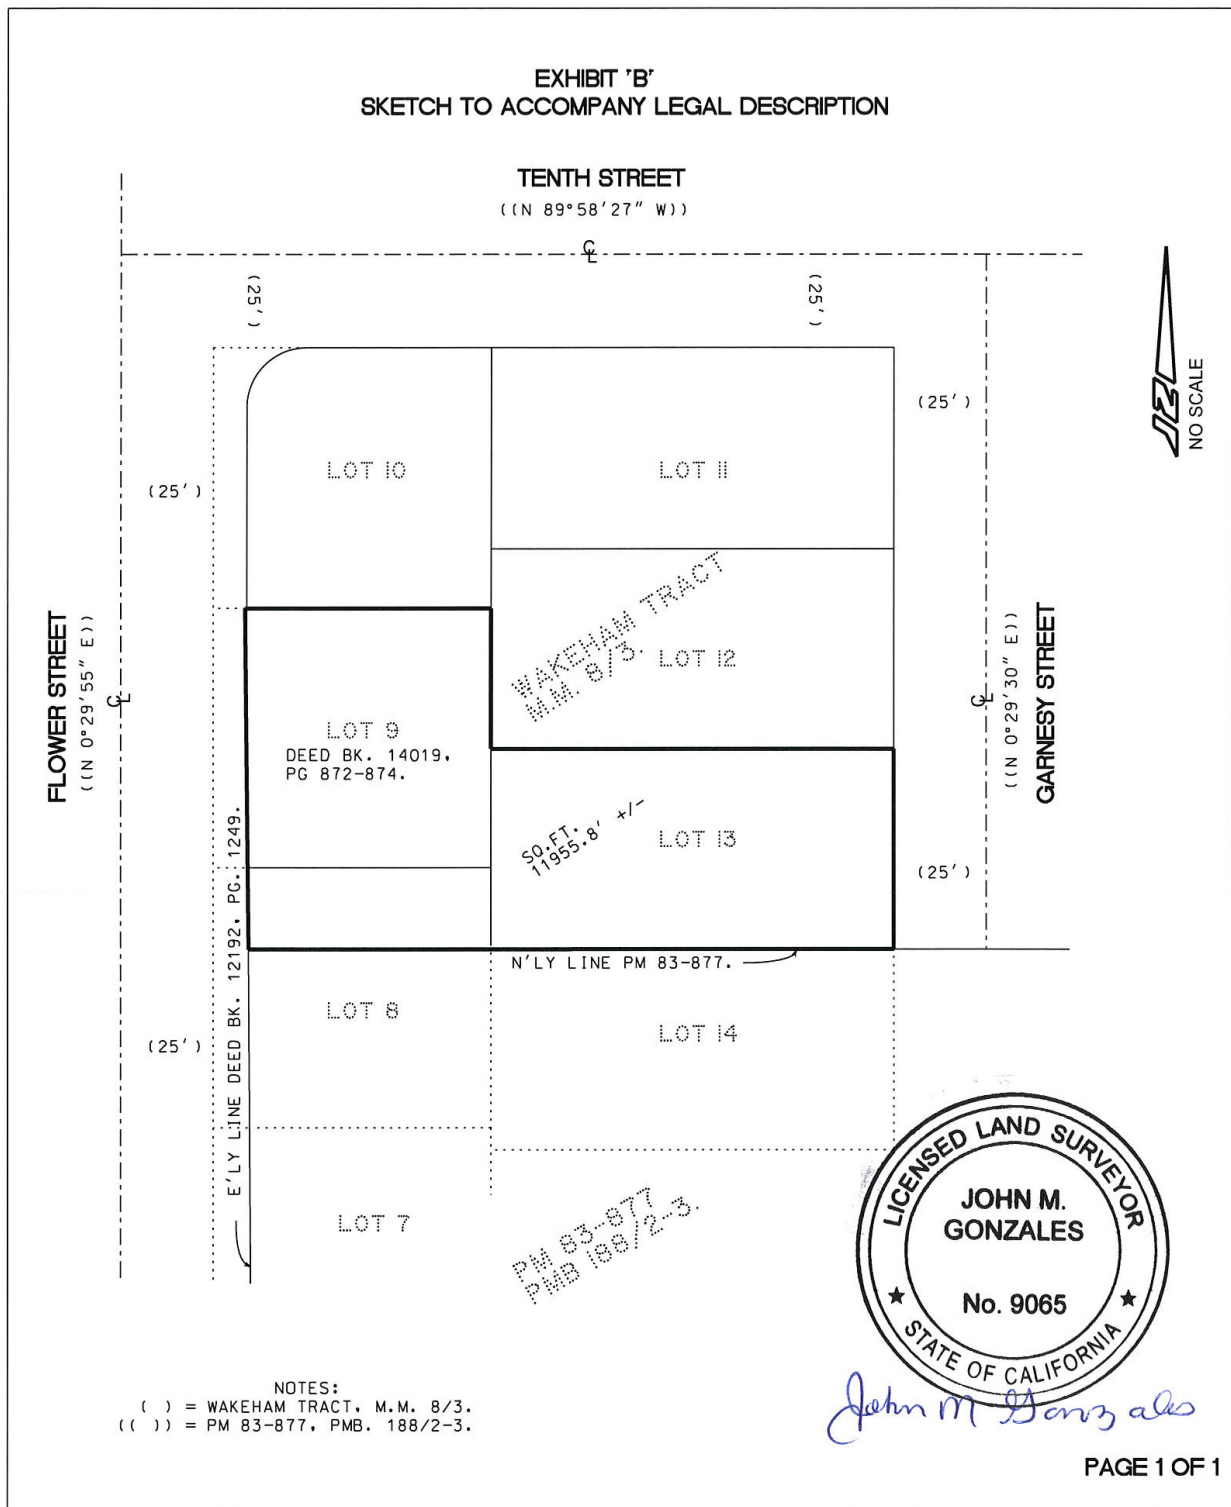 EXHIBIT 'B'
SKETCH TO ACCOMPANY LEGAL DESCRIPTION
TENTH STREET
((N 89°58'27" W))
℄
(25')
(25')
JZ
NO SCALE
(25')
LOT 10
LOT 11
(25')
WAKEHAM TRACT
M.M. 8/3.
LOT 12
FLOWER STREET
((N 0°29'55" E))
℄
℄
((N 0°29'30" E))
GARNESY STREET
LOT 9
DEED BK. 14019,
PG 872-874.
SQ.FT.
11955.8' +/-
LOT 13
(25')
E'LY LINE DEED BK. 12192, PG. 1249.
N'LY LINE PM 83-877.
LOT 8
LOT 14
(25')
LOT 7
PM 83-877
PMB 188/2-3.
LICENSED LAND SURVEYOR
JOHN M.
GONZALES
No. 9065
STATE OF CALIFORNIA
John M Gonzales
NOTES:
( ) = WAKEHAM TRACT, M.M. 8/3.
(( )) = PM 83-877, PMB. 188/2-3.
PAGE 1 OF 1